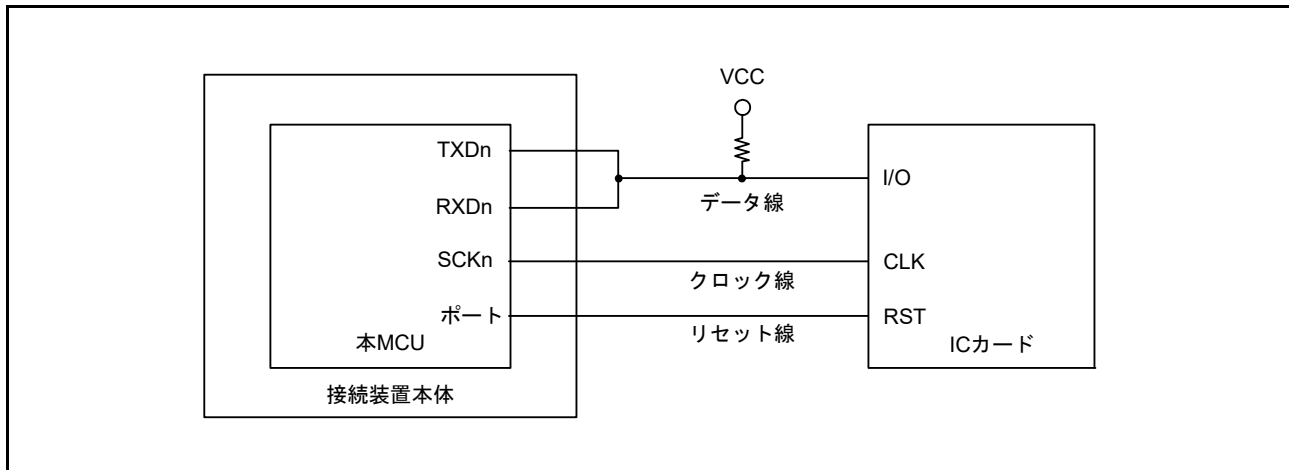 VCC
TXDn
RXDn
SCKn
ポート
本MCU
接続装置本体
データ線
クロック線
リセット線
I/O
CLK
RST
ICカード